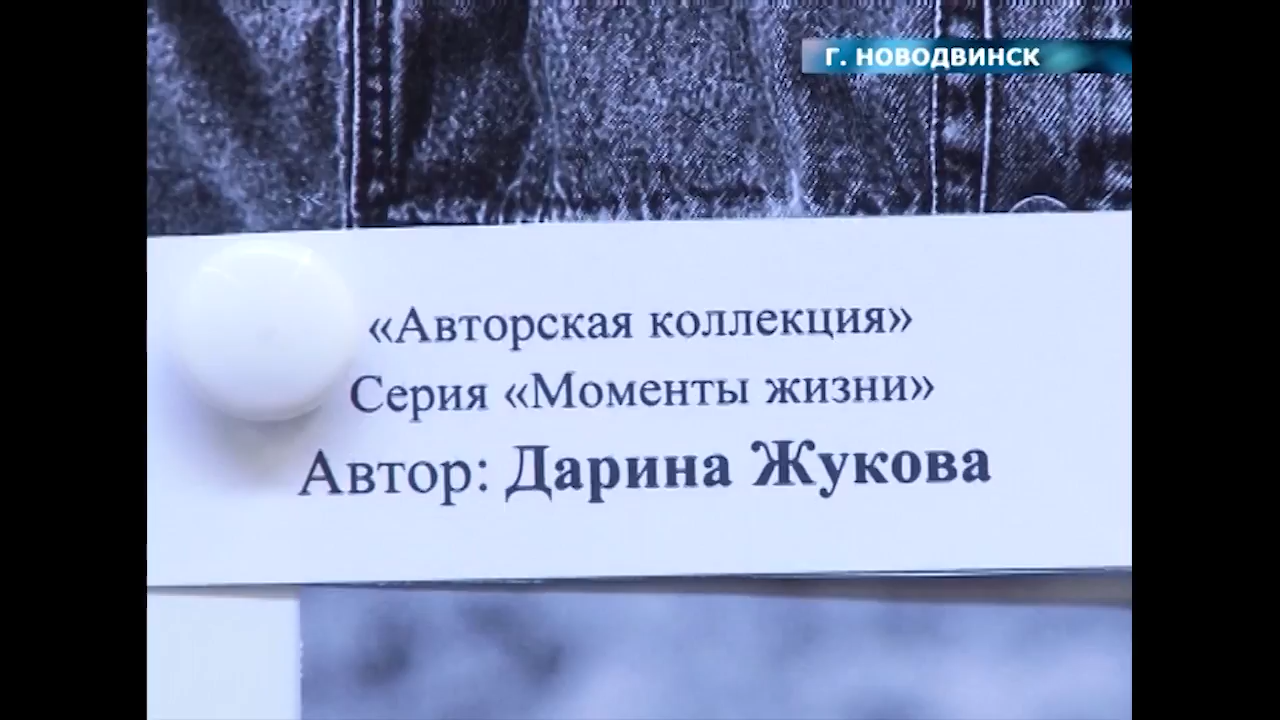 Г. НОВОДВИНСК
«Авторская коллекция»
Серия «Моменты жизни»
Автор: Дарина Жукова